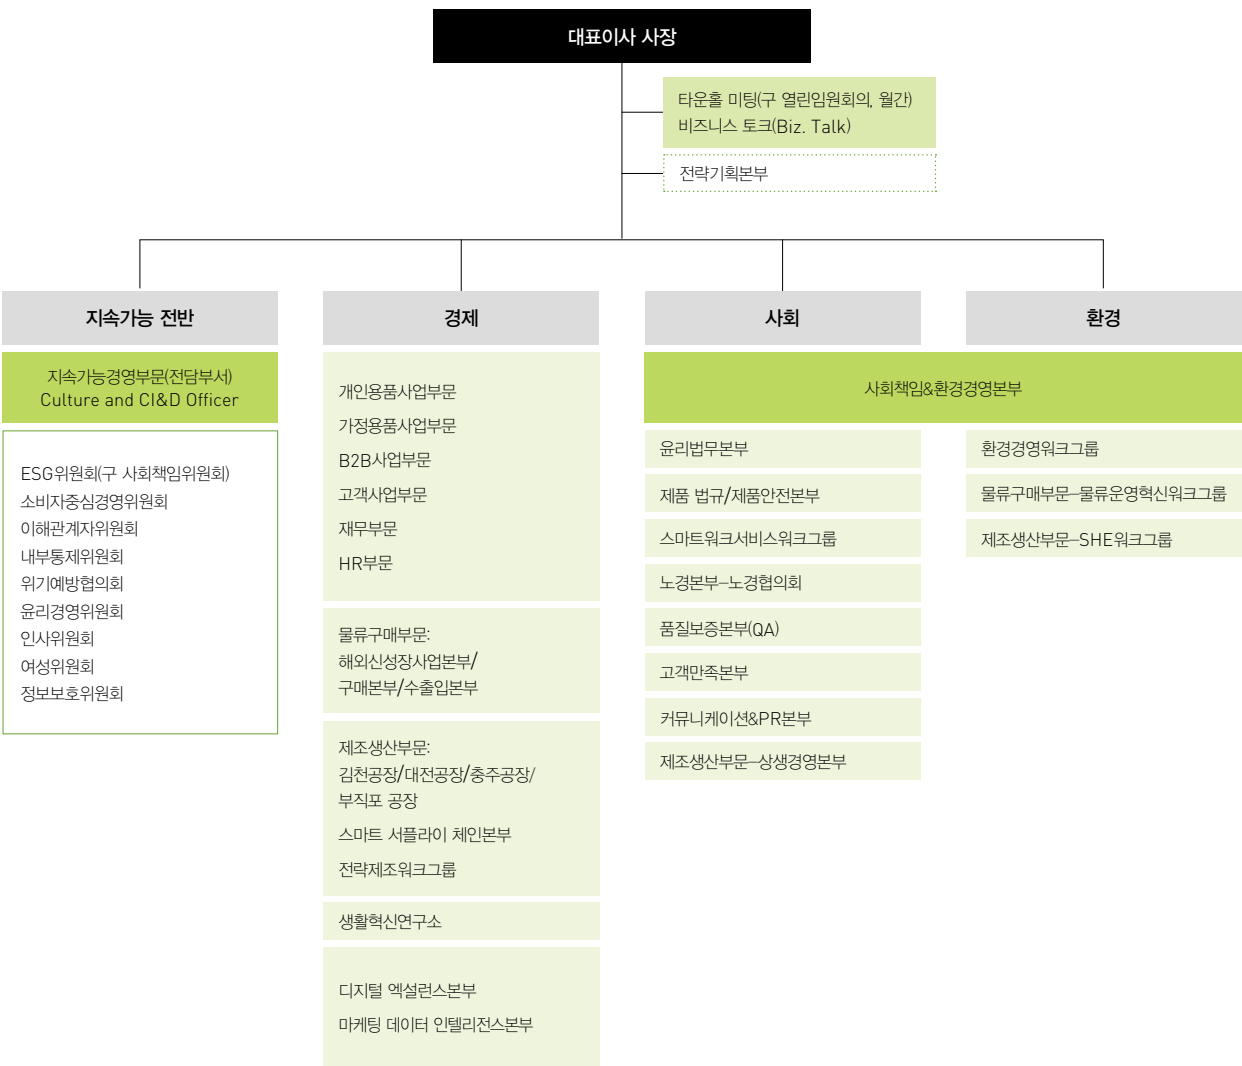 대표이사 사장
타운홀 미팅(구 열린임원회의, 월간)
비즈니스 토크(Biz. Talk)
전략기획본부
지속가능 전반
지속가능경영부문(전담부서)
Culture and CI&D Officer
ESG위원회(구 사회책임위원회)
소비자중심경영위원회
이해관계자위원회
내부통제위원회
위기예방협의회
윤리경영위원회
인사위원회
여성위원회
정보보호위원회
경제
개인용품사업부문
가정용품사업부문
B2B사업부문
고객사업부문
재무부문
HR부문
물류구매부문:
해외신성장사업본부/
구매본부/수출입본부
제조생산부문:
김천공장/대전공장/충주공장/
부직포 공장
스마트 서플라이 체인본부
전략제조워크그룹
생활혁신연구소
디지털 엑설런스본부
마케팅 데이터 인텔리전스본부
사회
환경
사회책임&환경경영본부
윤리법무본부
제품 법규/제품안전본부
스마트워크서비스워크그룹
노경본부–노경협의회
품질보증본부(QA)
고객만족본부
커뮤니케이션&PR본부
제조생산부문–상생경영본부
환경경영워크그룹
물류구매부문–물류운영혁신워크그룹
제조생산부문–SHE워크그룹